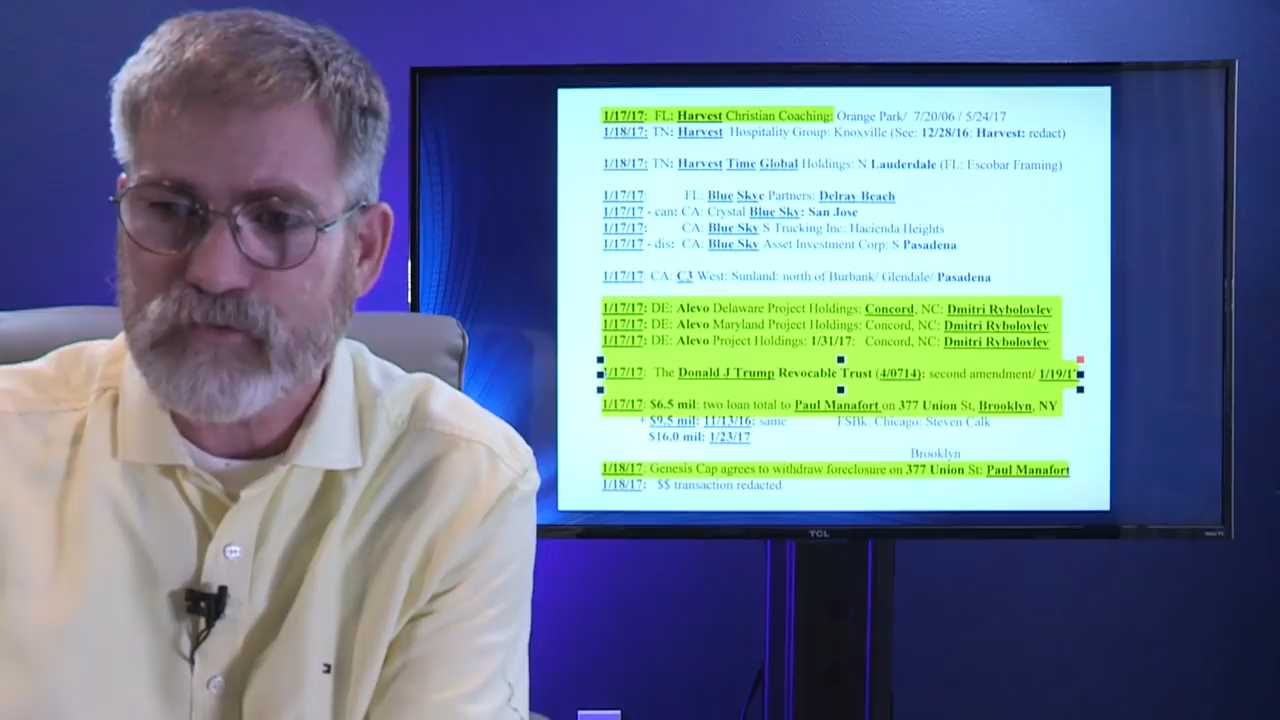 1/17/17: FL: Harvest Christian Coaching: Orange Park/ 7/20/06 / 5/24/17
1/18/17: TN: Harvest Hospitality Group: Knoxville (See: 12/28/16: Harvest: redact)
1/18/17: TN: Harvest Time Global Holdings: N Lauderdale (FL: Escobar Framing)
1/17/17: FL: Blue Skye Partners: Delray Beach
1/17/17 - can: CA: Crystal Blue Sky: San Jose
1/17/17: CA: Blue Sky S Trucking Inc: Hacienda Heights
1/17/17 - dis: CA: Blue Sky Asset Investment Corp: S Pasadena
1/17/17: CA: C3 West: Sunland: north of Burbank/ Glendale/ Pasadena
1/17/17: DE: Alevo Delaware Project Holdings: Concord, NC: Dmitri Rybolovlev
1/17/17: DE: Alevo Maryland Project Holdings: Concord, NC: Dmitri Rybolovlev
1/17/17: DE: Alevo Project Holdings: 1/31/17: Concord, NC: Dmitri Rybolovlev
1/17/17: The Donald J Trump Revocable Trust (4/0714): second amendment/ 1/19/17
1/17/17: $6.5 mil: two loan total to Paul Manafort on 377 Union St, Brooklyn, NY
+ $9.5 mil: 11/13/16: same FSBk: Chicago: Steven Calk
$16.0 mil: 1/23/17
Brooklyn
1/18/17: Genesis Cap agrees to withdraw foreclosure on 377 Union St: Paul Manafort
1/18/17: $$ transaction redacted
TCL